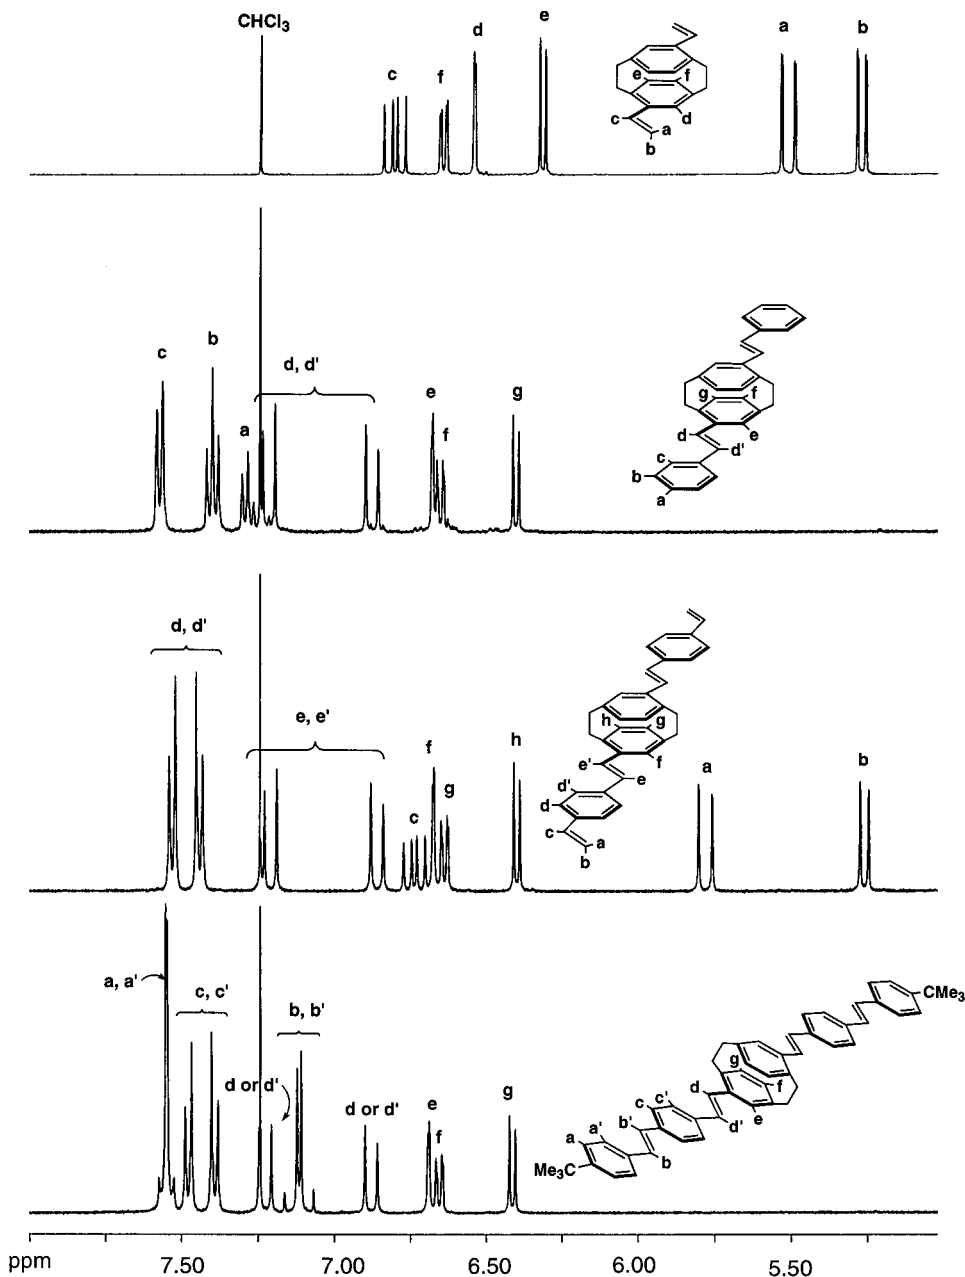 CHCl3
c
f
d
e
a
b
e
f
c
d
a
b
c
b
a
d, d'
e
f
g
g
f
d
e
d'
c
b
a
d, d'
e, e'
c
f
g
h
a
b
h
g
e'
f
d'
e
d
c
a
b
a, a'
c, c'
d or d'
b, b'
d or d'
e
f
g
CMe3
g
f
d
e
c'
c
d'
b'
a'
a
b
Me3C
ppm
7.50
7.00
6.50
6.00
5.50